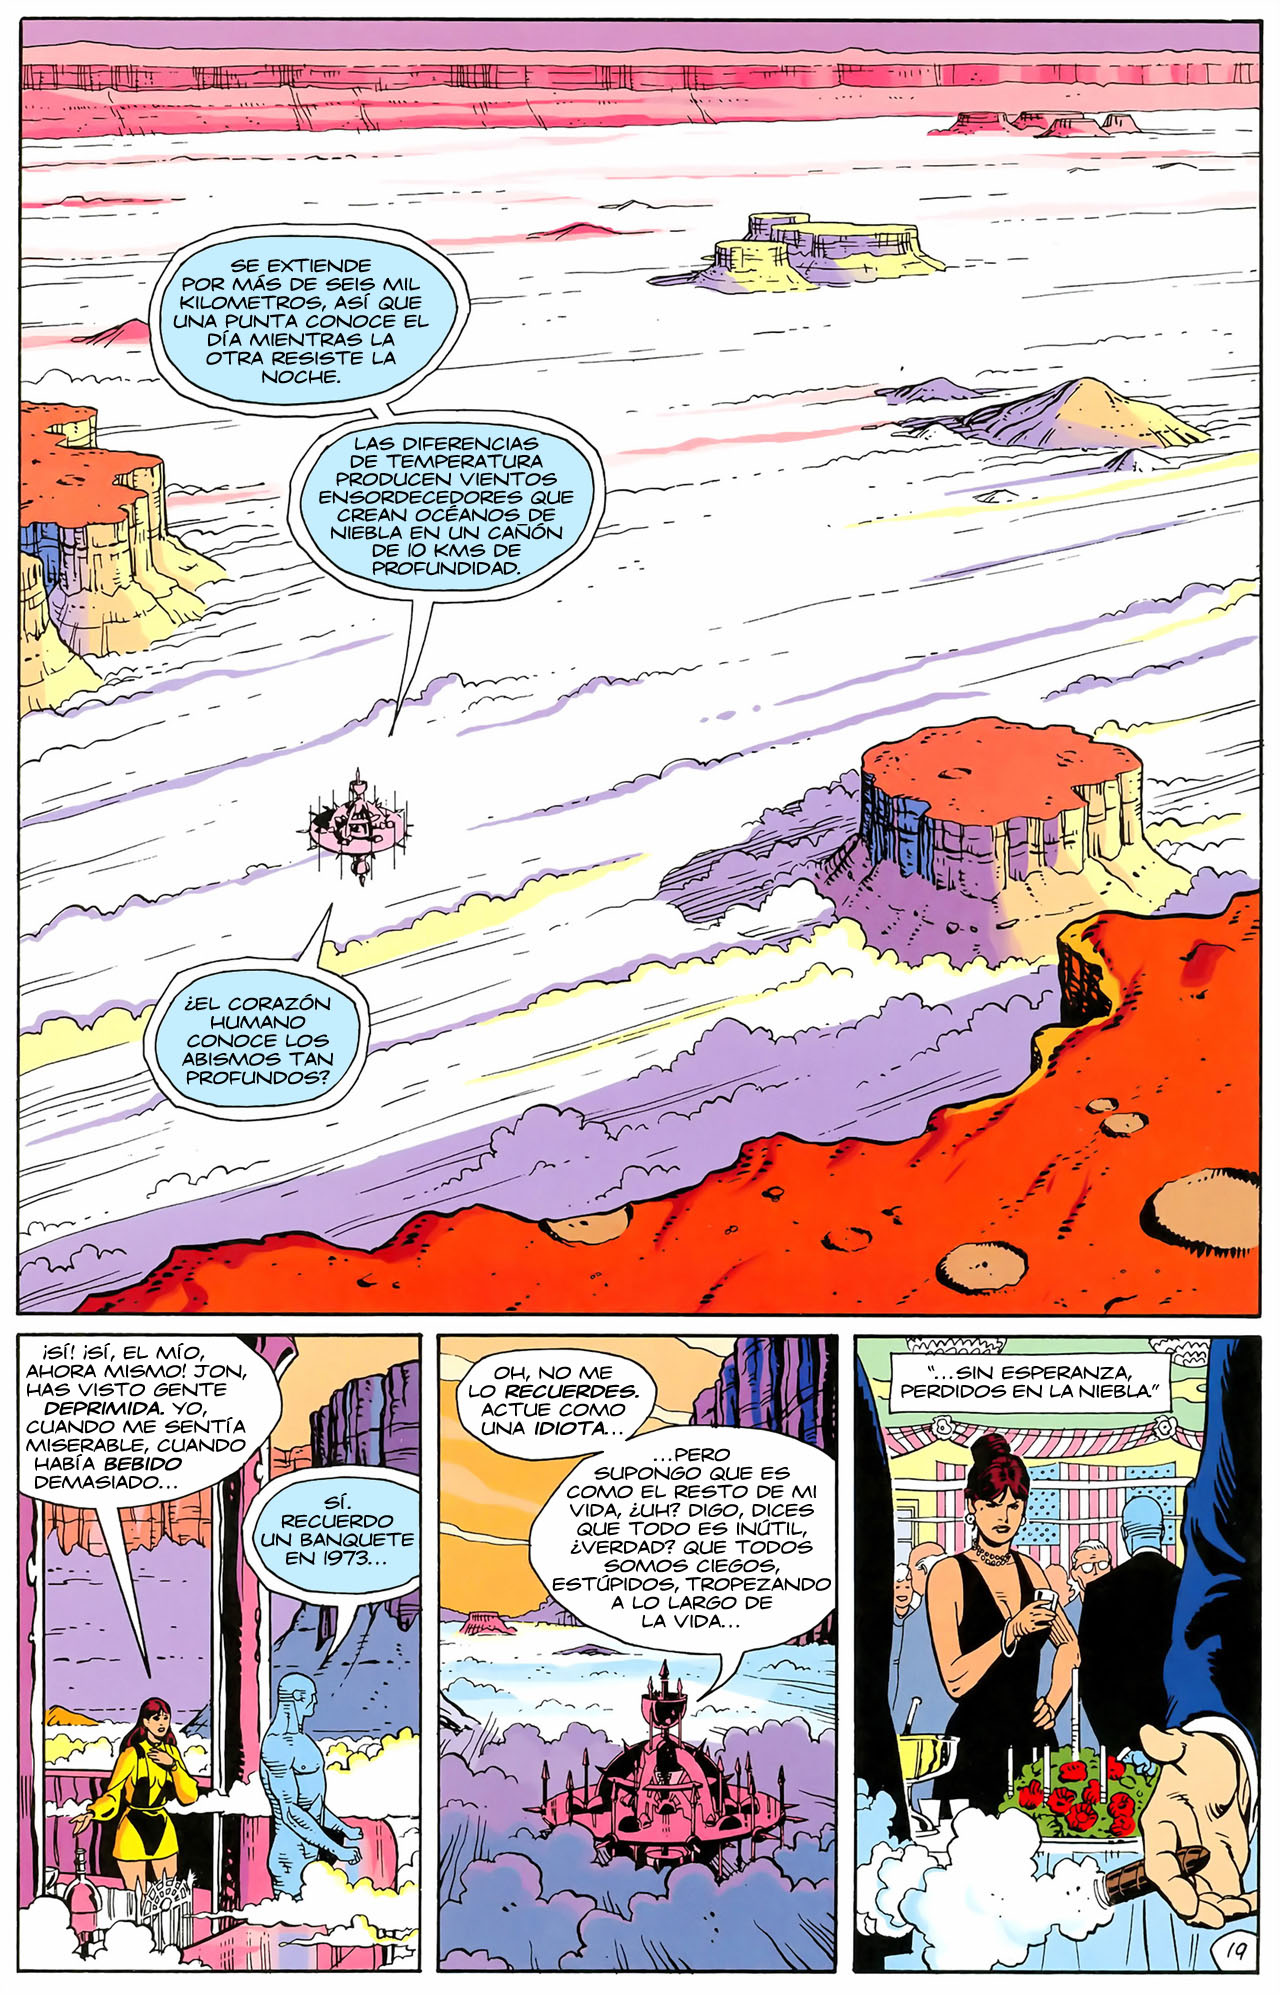 SE EXTIENDE
POR MÁS DE SEIS MIL
KILOMETROS, ASÍ QUE
UNA PUNTA CONOCE EL
DÍA MIENTRAS LA
OTRA RESISTE LA
NOCHE.
LAS DIFERENCIAS
DE TEMPERATURA
PRODUCEN VIENTOS
ENSORDECEDORES QUE
CREAN OCÉANOS DE
NIEBLA EN UN CAÑÓN
DE 10 KMS DE
PROFUNDIDAD.
¿EL CORAZÓN
HUMANO
CONOCE LOS
ABISMOS TAN
PROFUNDOS?
¡SÍ! ¡SÍ, EL MÍO,
AHORA MISMO! JON,
HAS VISTO GENTE
DEPRIMIDA. YO,
CUANDO ME SENTÍA
MISERABLE, CUANDO
HABÍA BEBIDO
DEMASIADO...
SÍ.
RECUERDO
UN BANQUETE
EN 1973...
OH, NO ME
LO RECUERDES.
ACTUE COMO
UNA IDIOTA...
...PERO
SUPONGO QUE ES
COMO EL RESTO DE MI
VIDA, ¿UH? DIGO, DICES
QUE TODO ES INÚTIL,
¿VERDAD? QUE TODOS
SOMOS CIEGOS,
ESTÚPIDOS, TROPEZANDO
A LO LARGO DE
LA VIDA...
"...SIN ESPERANZA,
PERDIDOS EN LA NIEBLA."
19